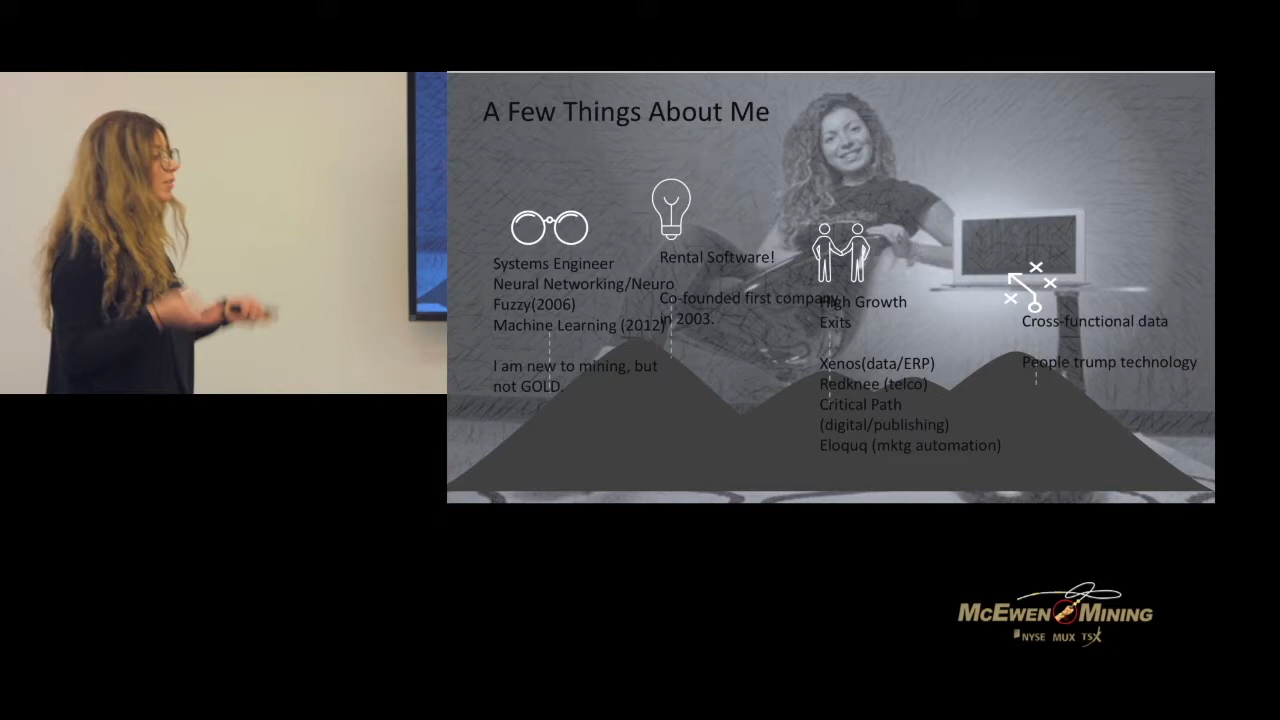 A Few Things About Me
Systems Engineer
Neural Networking/Neuro
Fuzzy(2006)
Machine Learning (2012)
I am new to mining, but
not GOLD.
Rental Software!
Co-founded first company
in 2003.
High Growth
Exits
Xenos(data/ERP)
Redknee (telco)
Critical Path
(digital/publishing)
Eloquq (mktg automation)
Cross-functional data
People trump technology
MCEWEN MINING
NYSE MUX TSX